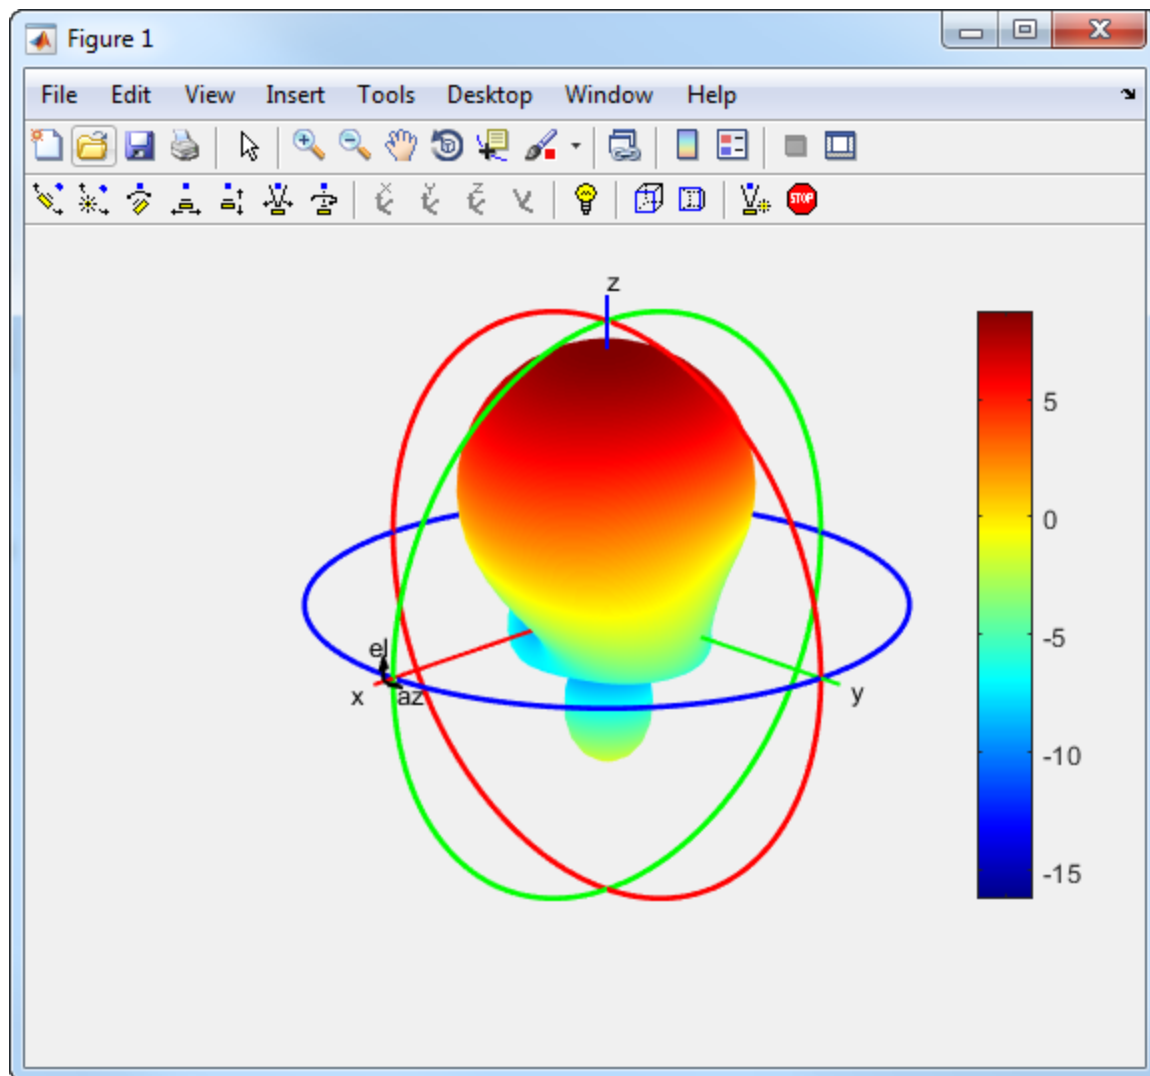 Figure 1
File Edit View Insert Tools Desktop Window Help
X Y Z
STOP
z
5
0
-5
el
x az y
-10
-15